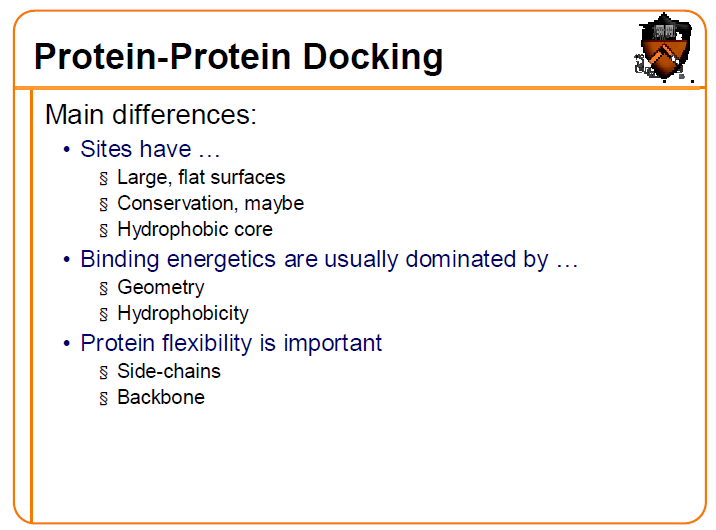 Protein-Protein Docking
Main differences:
• Sites have …
§ Large, flat surfaces
§ Conservation, maybe
§ Hydrophobic core
• Binding energetics are usually dominated by …
§ Geometry
§ Hydrophobicity
• Protein flexibility is important
§ Side-chains
§ Backbone